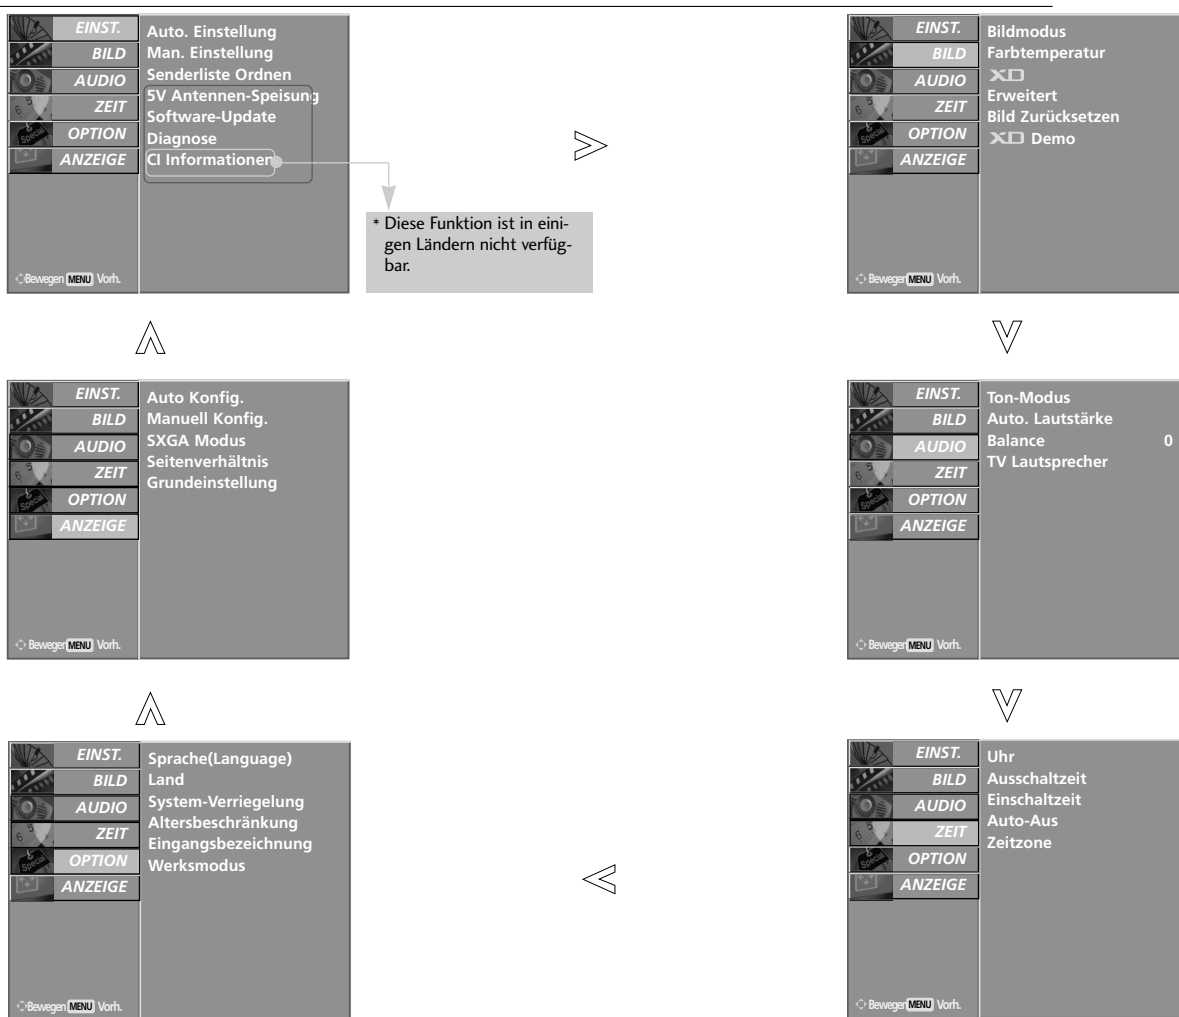 EINST.
BILD
AUDIO
ZEIT
OPTION
ANZEIGE
Auto. Einstellung
Man. Einstellung
Senderliste Ordnen
5V Antennen-Speisung
Software-Update
Diagnose
CI Informationen
Bewegen MENU Vorh.
* Diese Funktion ist in eini-
gen Ländern nicht verfüg-
bar.
EINST.
BILD
AUDIO
ZEIT
OPTION
ANZEIGE
Bildmodus
Farbtemperatur
XD
Erweitert
Bild Zurücksetzen
XD Demo
Bewegen MENU Vorh.
EINST.
BILD
AUDIO
ZEIT
OPTION
ANZEIGE
Auto Konfig.
Manuell Konfig.
SXGA Modus
Seitenverhältnis
Grundeinstellung
Bewegen MENU Vorh.
EINST.
BILD
AUDIO
ZEIT
OPTION
ANZEIGE
Ton-Modus
Auto. Lautstärke
Balance 0
TV Lautsprecher
Bewegen MENU Vorh.
EINST.
BILD
AUDIO
ZEIT
OPTION
ANZEIGE
Sprache(Language)
Land
System-Verriegelung
Altersbeschränkung
Eingangsbezeichnung
Werksmodus
Bewegen MENU Vorh.
EINST.
BILD
AUDIO
ZEIT
OPTION
ANZEIGE
Uhr
Ausschaltzeit
Einschaltzeit
Auto-Aus
Zeitzone
Bewegen MENU Vorh.